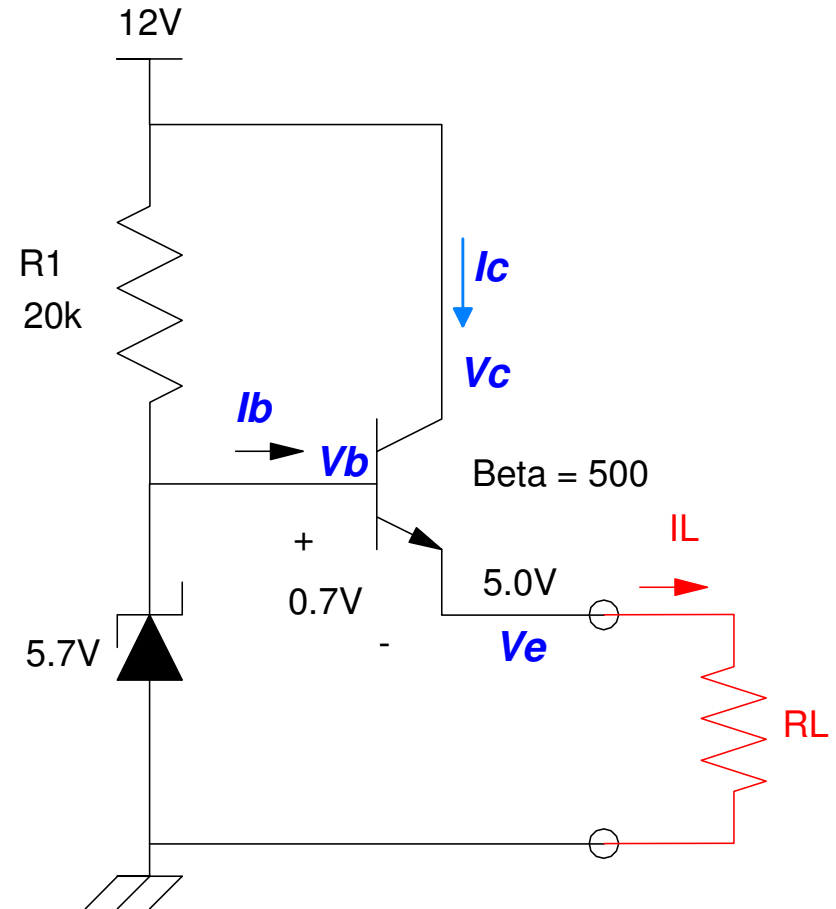 12V
R1
20k
Ic
Vc
Ib
Vb
Beta = 500
+
0.7V
-
5.0V
Ve
IL
5.7V
RL